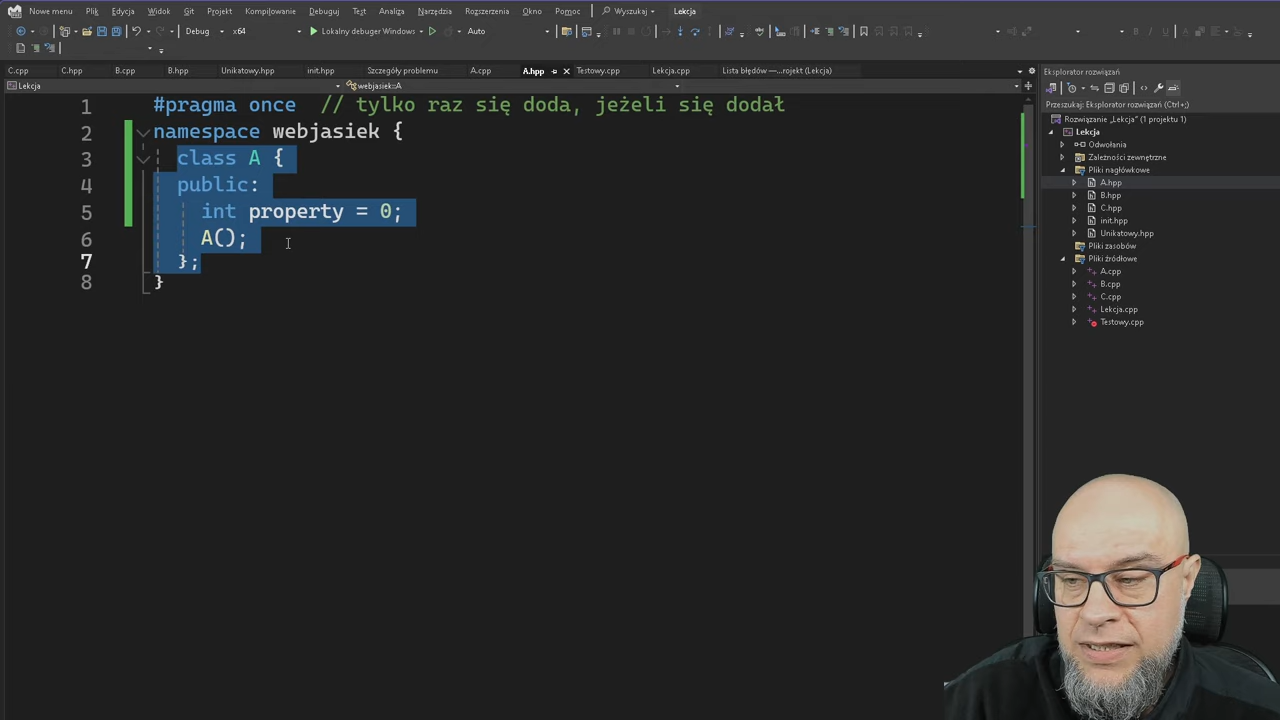 Nowe menu Plik Edycja Widok Git Projekt Kompilowanie Debuguj Test Analiza Narzędzia Rozszerzenia Okno Pomoc Wyszukaj Lekcja
Debug x64 Lokalny debuger Windows Auto
C.cpp C.hpp B.cpp B.hpp Unikatowy.hpp init.hpp Szczegóły problemu A.cpp A.hpp Testowy.cpp Lekcja.cpp Lista błędów —...rojekt (Lekcja)
Lekcja webjasiek::A
1 #pragma once // tylko raz się doda, jeżeli się dodał
2 namespace webjasiek {
3 class A {
4 public:
5 int property = 0;
6 A();
7 };
8 }
Eksplorator rozwiązań
Przeszukaj: Eksplorator rozwiązań (Ctrl+;)
Rozwiązanie „Lekcja" (1 projektu 1)
Lekcja
Odwołania
Zależności zewnętrzne
Pliki nagłówkowe
A.hpp
B.hpp
C.hpp
init.hpp
Unikatowy.hpp
Pliki zasobów
Pliki źródłowe
A.cpp
B.cpp
C.cpp
Lekcja.cpp
Testowy.cpp